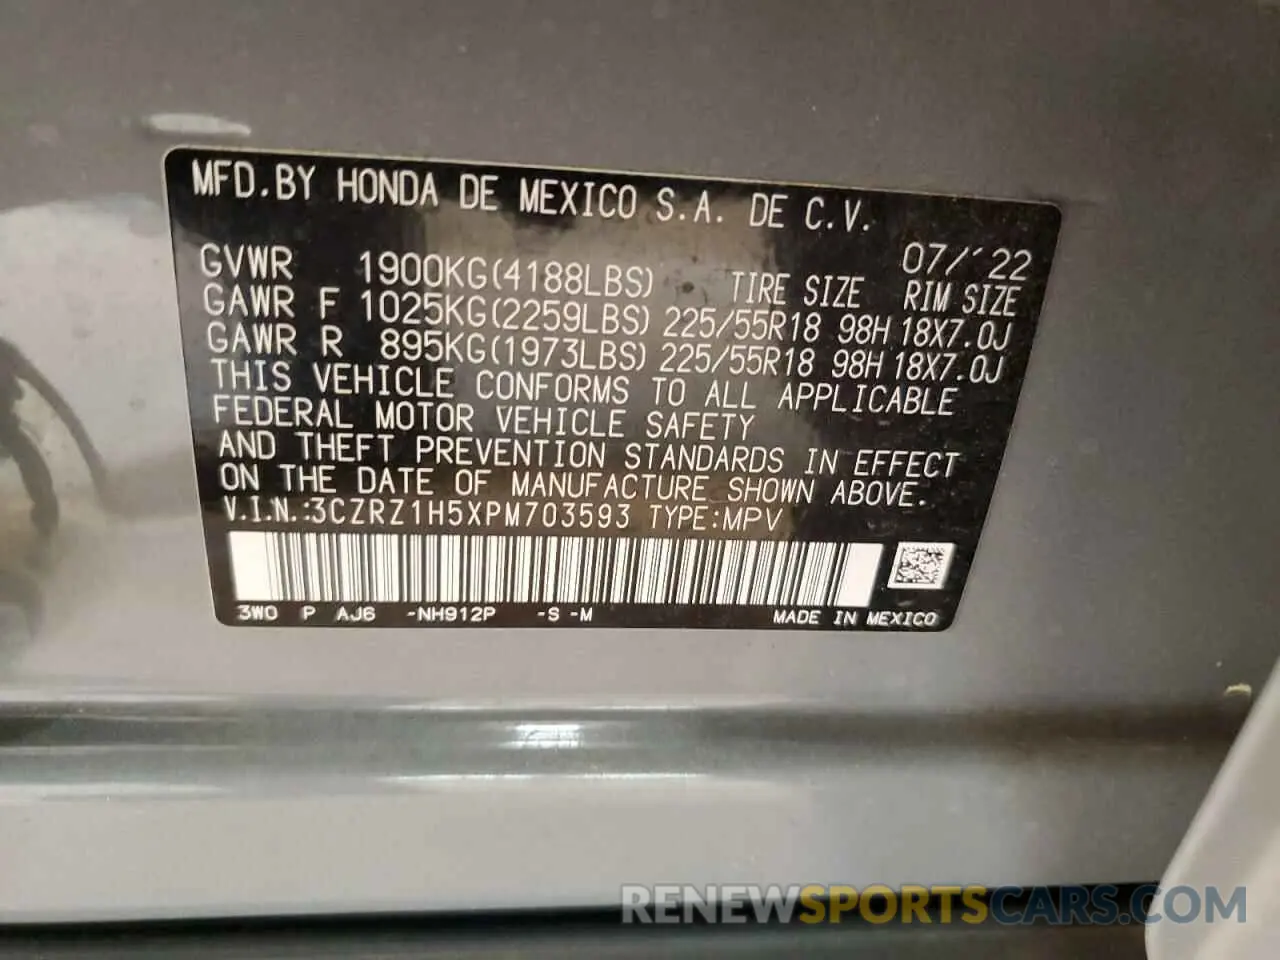 MFD.BY HONDA DE MEXICO S.A. DE C.V.
07/'22
GVWR 1900KG(4188LBS) TIRE SIZE RIM SIZE
GAWR F 1025KG(2259LBS) 225/55R18 98H 18X7.0J
GAWR R 895KG(1973LBS) 225/55R18 98H 18X7.0J
THIS VEHICLE CONFORMS TO ALL APPLICABLE
FEDERAL MOTOR VEHICLE SAFETY
AND THEFT PREVENTION STANDARDS IN EFFECT
ON THE DATE OF MANUFACTURE SHOWN ABOVE.
V.I.N.:3CZRZ1H5XPM703593 TYPE:MPV
3W0 P AJ6 -NH912P -S -M MADE IN MEXICO
RENEWSPORTSCARS.COM